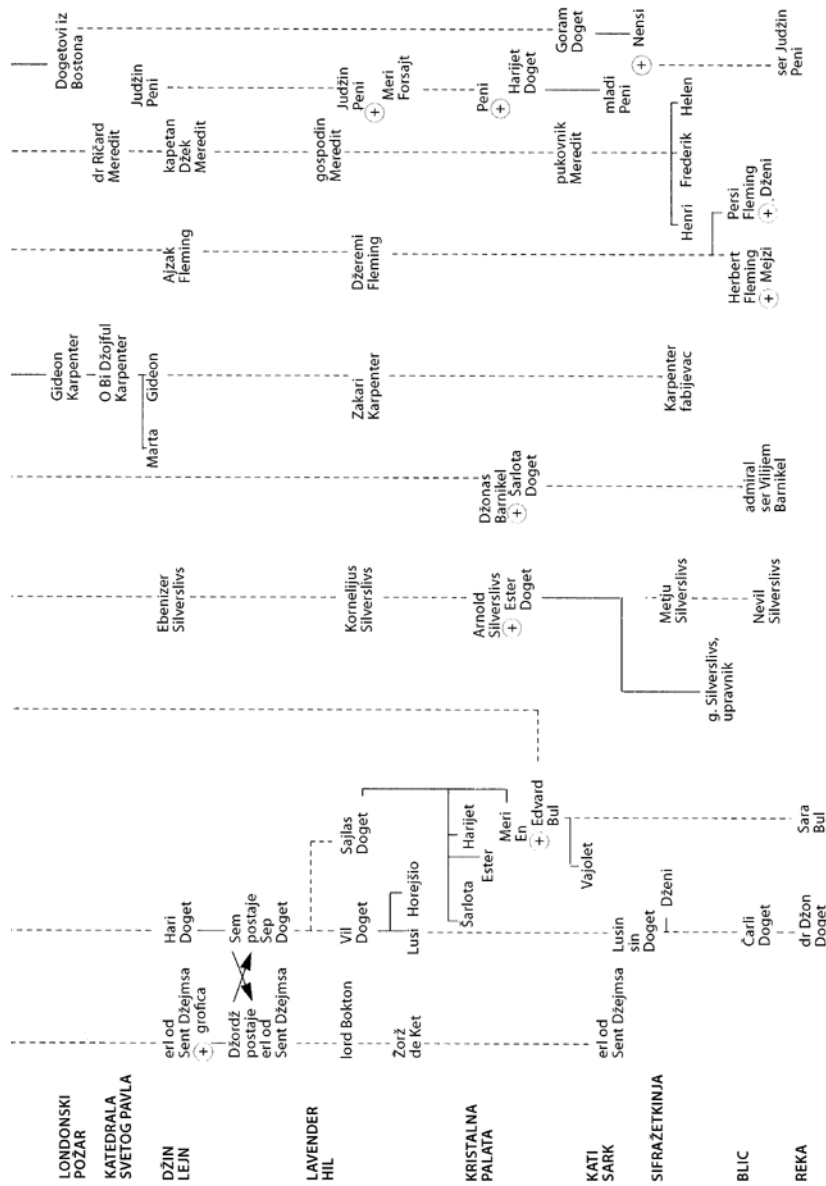 LONDONSKI
POŽAR
Gideon
Karpenter
Dogetovi iz
Bostona
KATEDRALA
SVETOG PAVLA
O Bi Džojful
Karpenter
dr Ričard
Meredit
DŽIN
LEJN
erl od
Sent Džejmsa
+ grofica
Hari
Doget
Ebenizer
Silverslivs
Marta
Gideon
Ajzak
Fleming
kapetan
Džek
Meredit
Judžin
Peni
Džordž
postaje
erl od
Sent Džejmsa
Sem
postaje
Sep
Doget
LAVENDER
HIL
lord Bokton
Vil
Doget
Sajlas
Doget
Kornelijus
Silverslivs
Zakari
Karpenter
Džeremi
Fleming
gospodin
Meredit
Judžin
Peni
+ Meri
Forsajt
Zorž
de Ket
Lusi
Horejšio
KRISTALNA
PALATA
Šarlota
Ester
Harijet
Meri
En
+ Edvard
Bul
Arnold
Silverslivs
+ Ester
Doget
Džonas
Barnikel
+ Šarlota
Doget
Peni
+ Harijet
Doget
KATI
SARK
erl od
Sent Džejmsa
Lusin
sin
Doget
Vajolet
pukovnik
Meredit
mladi
Peni
Goram
Doget
+ Nensi
SIFRAŽETKINJA
Dženi
Metju
Silverslivs
Karpenter
fabijevac
Henri
Frederik
Helen
g. Silverslivs,
upravnik
BLIC
Čarli
Doget
Nevil
Silverslivs
admiral
ser Vilijem
Barnikel
Herbert
Fleming
+ Mejzi
Persi
Fleming
+ Dženi
REKA
dr Džon
Doget
Sara
Bul
ser Judžin
Peni